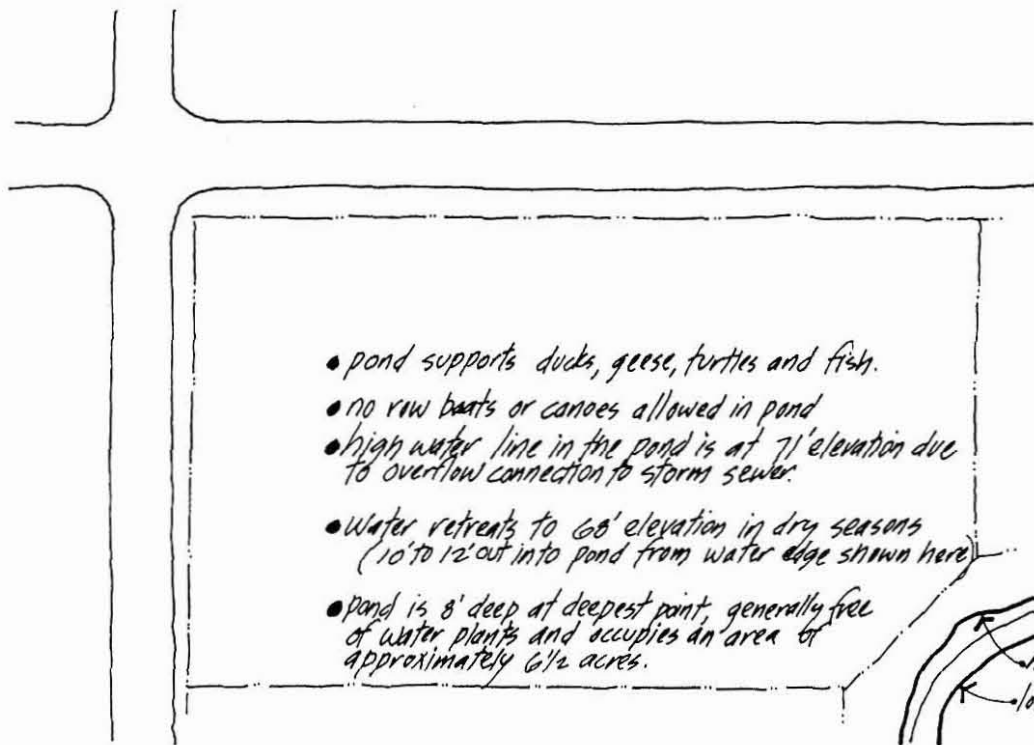 • pond supports ducks, geese, turtles and fish.
• no row boats or canoes allowed in pond
• high water line in the pond is at 71' elevation due
to overflow connection to storm sewer.
• Water retreats to 68' elevation in dry seasons
(10' to 12' out into pond from water edge shown here)
• pond is 8' deep at deepest point, generally free
of water plants and occupies an area of
approximately 6 1/2 acres.